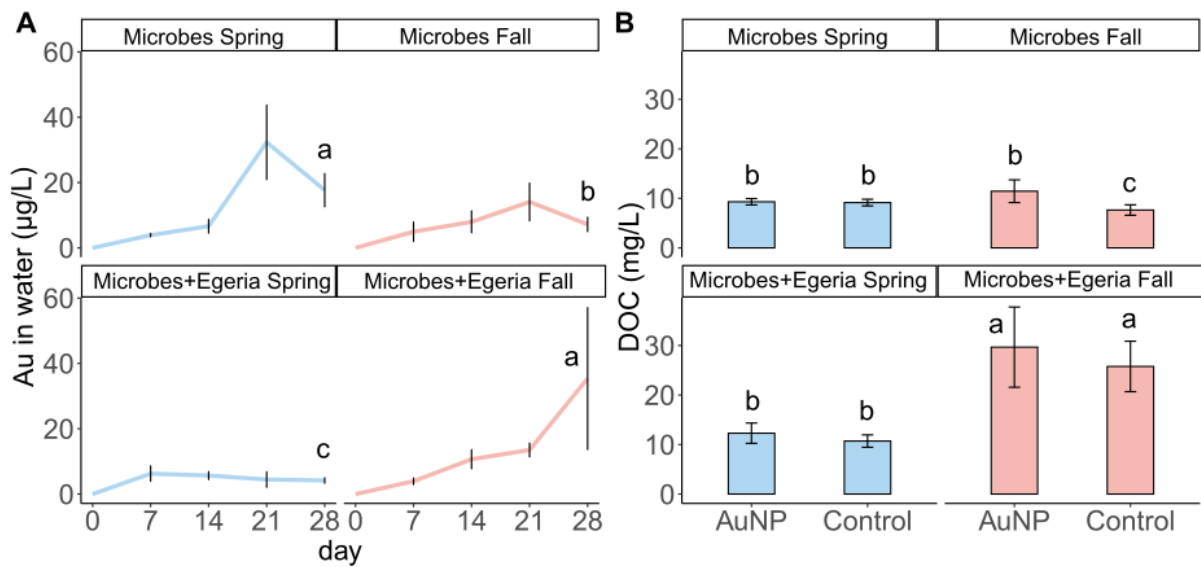 A
Microbes Spring
Microbes Fall
60
40
20
0
a
b
Microbes+Egeria Spring
Microbes+Egeria Fall
60
40
20
0
c
a
0 7 14 21 28
0 7 14 21 28
day
Au in water (µg/L)
B
Microbes Spring
Microbes Fall
30
20
10
0
b b
b c
Microbes+Egeria Spring
Microbes+Egeria Fall
30
20
10
0
b b
a a
AuNP Control
AuNP Control
DOC (mg/L)